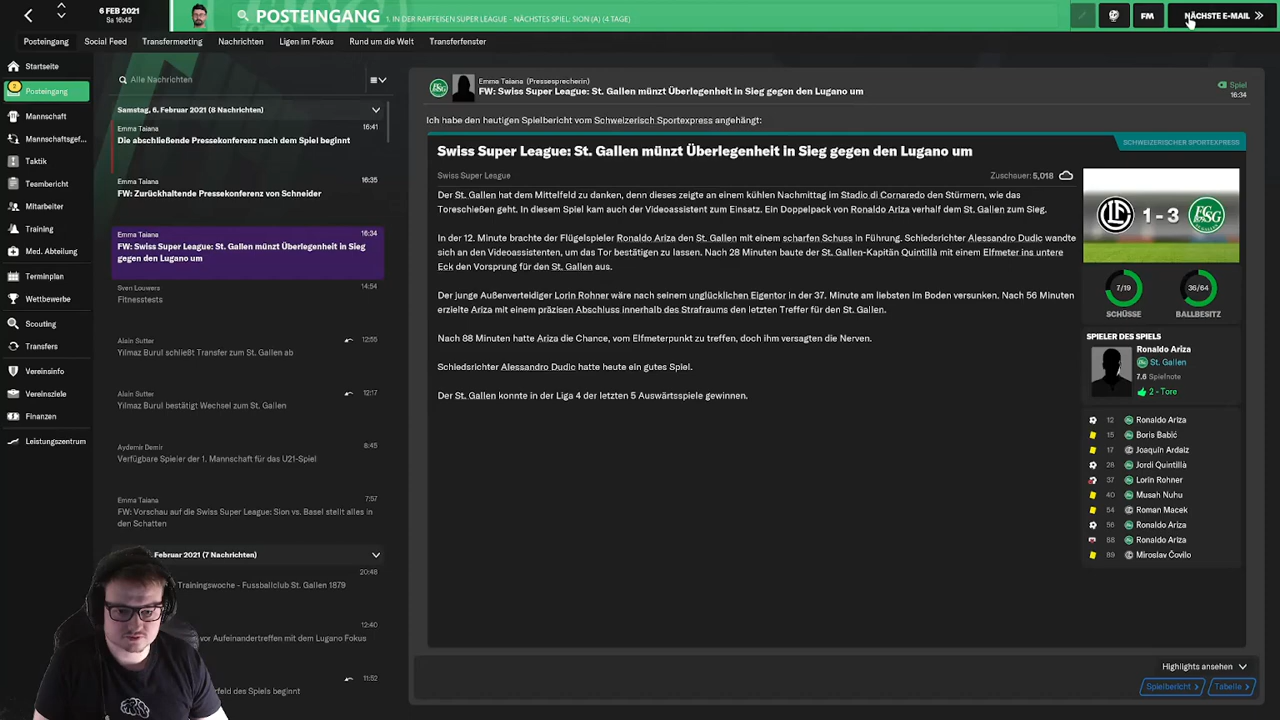 6 FEB 2021
Sa 16:45
POSTEINGANG
1. IN DER RAIFFEISEN SUPER LEAGUE - NÄCHSTES SPIEL: SION (A) (4 TAGE)
FM
NÄCHSTE E-MAIL
Posteingang
Social Feed
Transfermeeting
Nachrichten
Ligen im Fokus
Rund um die Welt
Transferfenster
Startseite
Posteingang
Mannschaft
Mannschaftsgef...
Taktik
Teambericht
Mitarbeiter
Training
Med. Abteilung
Terminplan
Wettbewerbe
Scouting
Transfers
Vereinsinfo
Vereinsziele
Finanzen
Leistungszentrum
Alle Nachrichten
Samstag, 6. Februar 2021 (8 Nachrichten)
Emma Taiana
16:41
Die abschließende Pressekonferenz nach dem Spiel beginnt
Emma Taiana
16:35
FW: Zurückhaltende Pressekonferenz von Schneider
Emma Taiana
16:34
FW: Swiss Super League: St. Gallen münzt Überlegenheit in Sieg
gegen den Lugano um
Sven Louwers
14:54
Fitnesstests
Alain Sutter
12:55
Yilmaz Burul schließt Transfer zum St. Gallen ab
Alain Sutter
12:17
Yilmaz Burul bestätigt Wechsel zum St. Gallen
Aydemir Demir
8:45
Verfügbare Spieler der 1. Mannschaft für das U21-Spiel
Emma Taiana
7:57
FW: Vorschau auf die Swiss Super League: Sion vs. Basel stellt alles in
den Schatten
Februar 2021 (7 Nachrichten)
20:48
Trainingswoche - Fussballclub St. Gallen 1879
12:40
vor Aufeinandertreffen mit dem Lugano Fokus
11:52
rfeld des Spiels beginnt
Emma Taiana (Pressesprecherin)
FW: Swiss Super League: St. Gallen münzt Überlegenheit in Sieg gegen den Lugano um
Spiel
16:34
Ich habe den heutigen Spielbericht vom Schweizerisch Sportexpress angehängt:
SCHWEIZERISCHER SPORTEXPRESS
Swiss Super League: St. Gallen münzt Überlegenheit in Sieg gegen den Lugano um
Swiss Super League
Zuschauer: 5,018
Der St. Gallen hat dem Mittelfeld zu danken, denn dieses zeigte an einem kühlen Nachmittag im Stadio di Cornaredo den Stürmern, wie das
Toreschießen geht. In diesem Spiel kam auch der Videoassistent zum Einsatz. Ein Doppelpack von Ronaldo Ariza verhalf dem St. Gallen zum Sieg.
In der 12. Minute brachte der Flügelspieler Ronaldo Ariza den St. Gallen mit einem scharfen Schuss in Führung. Schiedsrichter Alessandro Dudic wandte
sich an den Videoassistenten, um das Tor bestätigen zu lassen. Nach 28 Minuten baute der St. Gallen-Kapitän Quintillà mit einem Elfmeter ins untere
Eck den Vorsprung für den St. Gallen aus.
Der junge Außenverteidiger Lorin Rohner wäre nach seinem unglücklichen Eigentor in der 37. Minute am liebsten im Boden versunken. Nach 56 Minuten
erzielte Ariza mit einem präzisen Abschluss innerhalb des Strafraums den letzten Treffer für den St. Gallen.
Nach 88 Minuten hatte Ariza die Chance, vom Elfmeterpunkt zu treffen, doch ihm versagten die Nerven.
Schiedsrichter Alessandro Dudic hatte heute ein gutes Spiel.
Der St. Gallen konnte in der Liga 4 der letzten 5 Auswärtsspiele gewinnen.
1 - 3
7/19
SCHÜSSE
36/64
BALLBESITZ
SPIELER DES SPIELS
Ronaldo Ariza
St. Gallen
7.6 Spielnote
2 - Tore
12 Ronaldo Ariza
15 Boris Babić
17 Joaquín Ardaiz
28 Jordi Quintillà
37 Lorin Rohner
40 Musah Nuhu
54 Roman Macek
56 Ronaldo Ariza
88 Ronaldo Ariza
89 Miroslav Čovilo
Highlights ansehen
Spielbericht
Tabelle